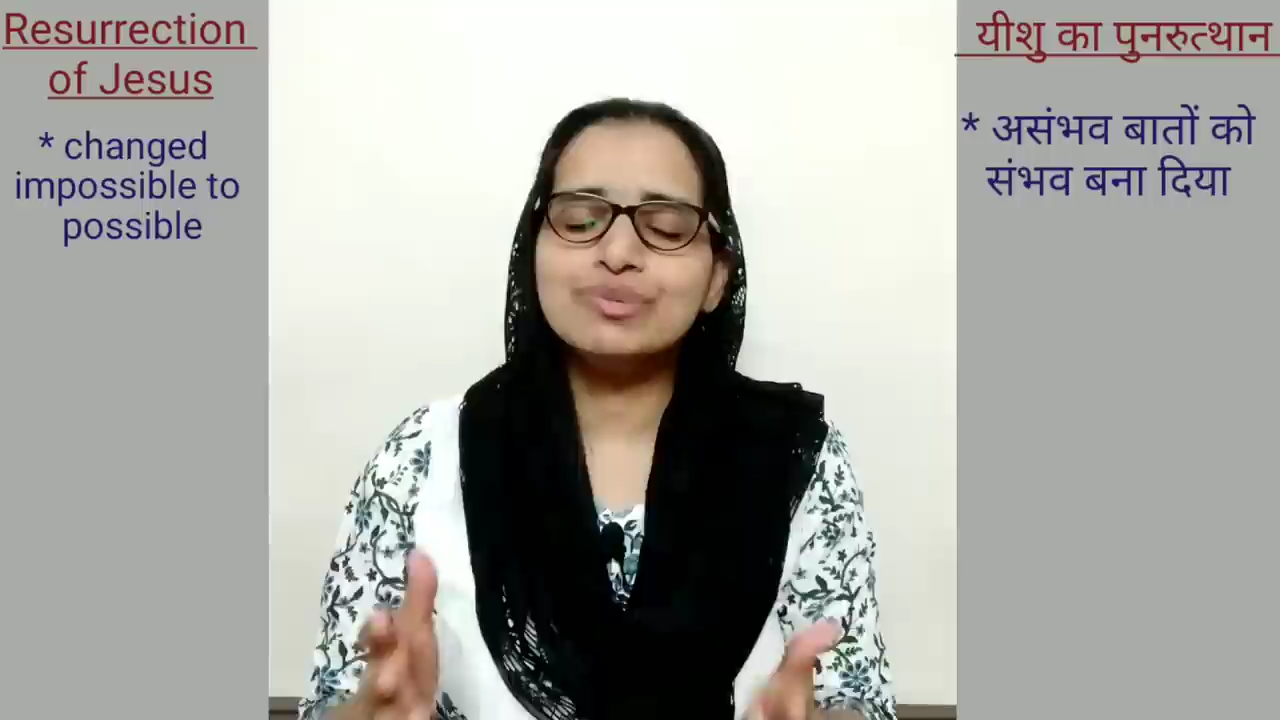 Resurrection
of Jesus
* changed
impossible to
possible
यीशु का पुनरुत्थान
* असंभव बातों को
संभव बना दिया